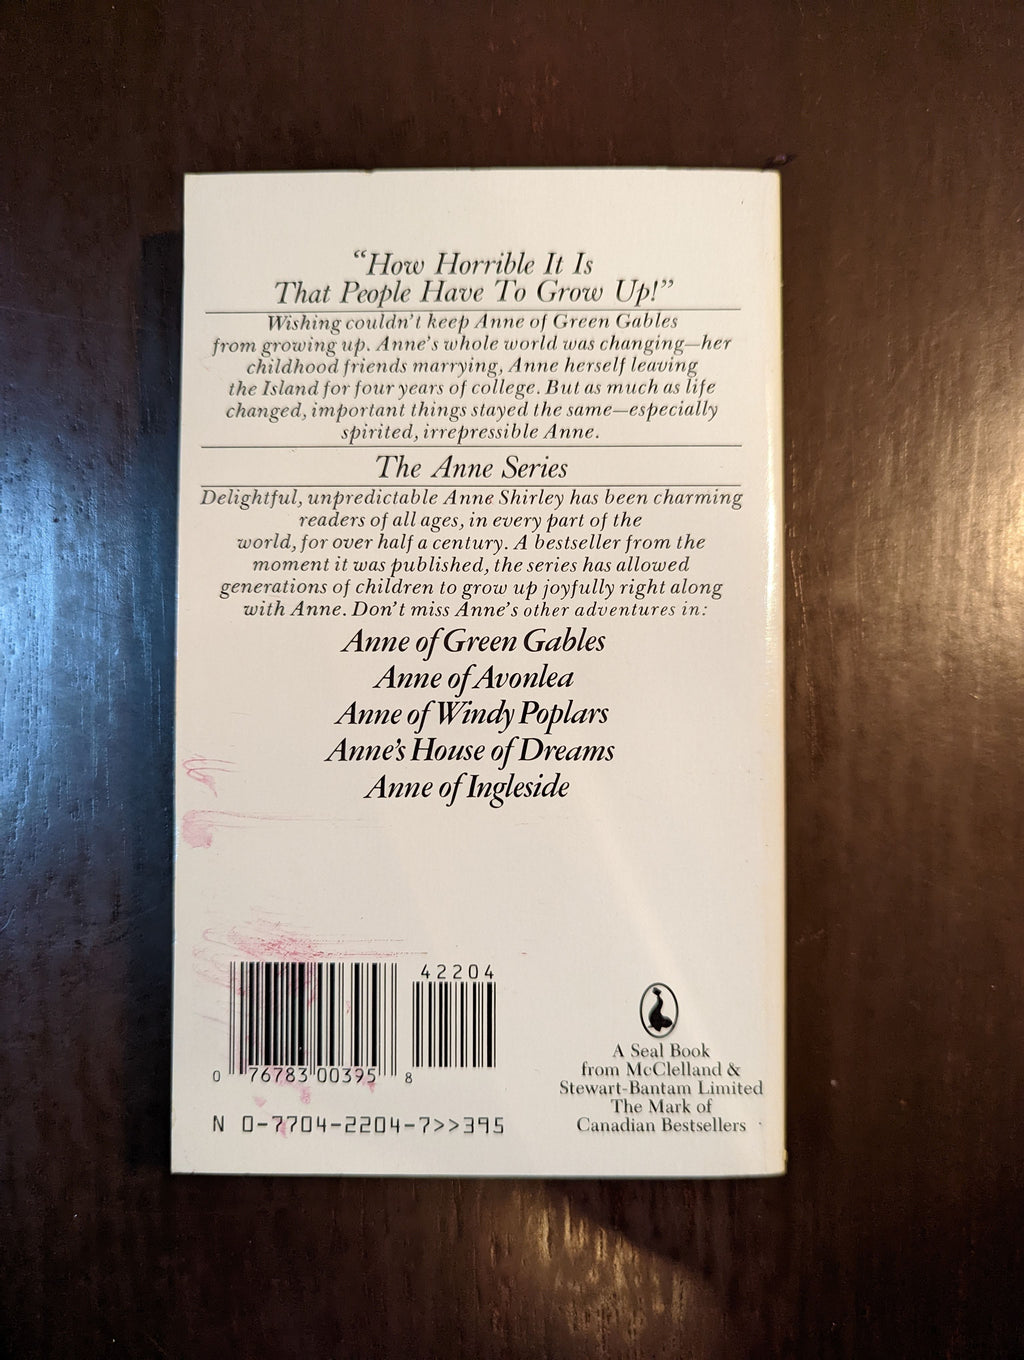 “How Horrible It Is
That People Have To Grow Up!”
Wishing couldn’t keep Anne of Green Gables
from growing up. Anne’s whole world was changing—her
childhood friends marrying, Anne herself leaving
the Island for four years of college. But as much as life
changed, important things stayed the same—especially
spirited, irrepressible Anne.
The Anne Series
Delightful, unpredictable Anne Shirley has been charming
readers of all ages, in every part of the
world, for over half a century. A bestseller from the
moment it was published, the series has allowed
generations of children to grow up joyfully right along
with Anne. Don’t miss Anne’s other adventures in:
Anne of Green Gables
Anne of Avonlea
Anne of Windy Poplars
Anne’s House of Dreams
Anne of Ingleside
42204
0 76783 00395 8
N 0-7704-2204-7>>395
A Seal Book
from McClelland &
Stewart-Bantam Limited
The Mark of
Canadian Bestsellers